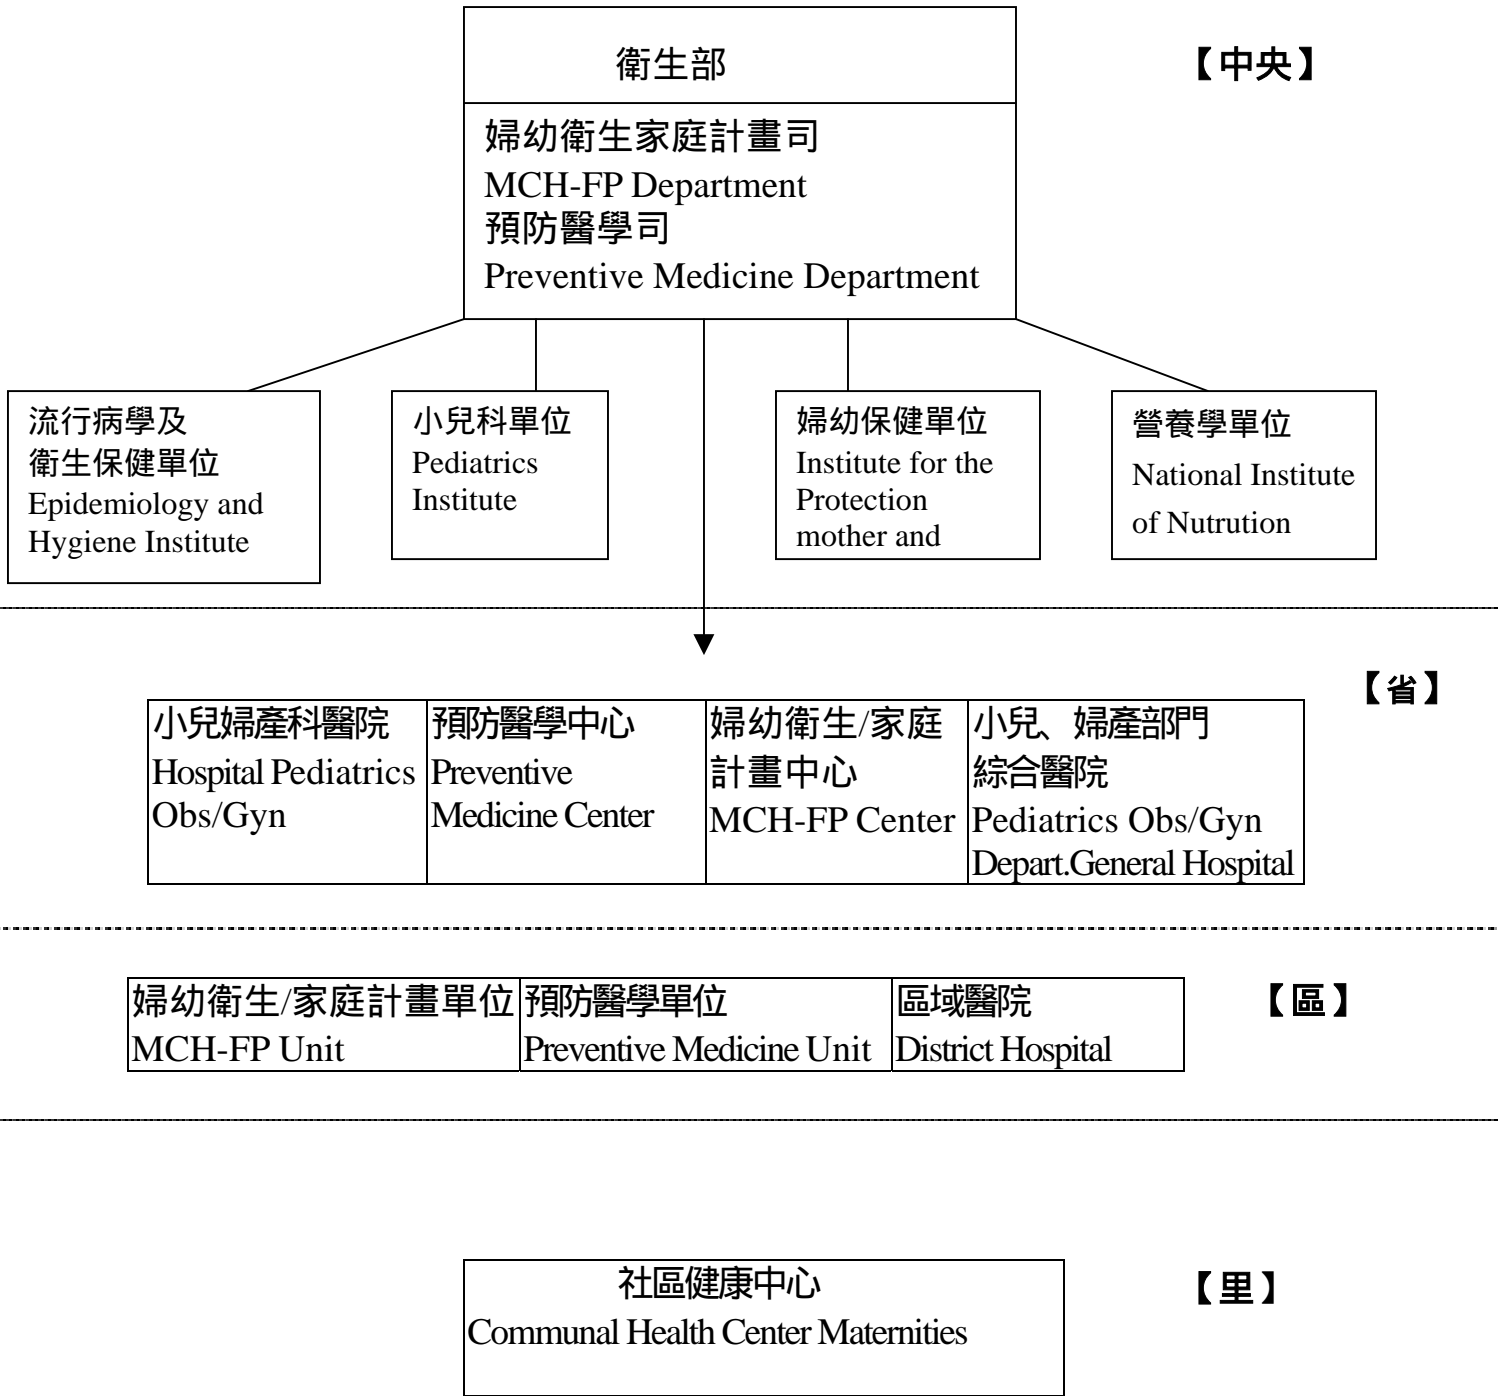 衛生部
【中央】
婦幼衛生家庭計畫司
MCH-FP Department
預防醫學司
Preventive Medicine Department
流行病學及
衛生保健單位
Epidemiology and
Hygiene Institute
小兒科單位
Pediatrics
Institute
婦幼保健單位
Institute for the
Protection
mother and
營養學單位
National Institute
of Nutrution
【省】
小兒婦產科醫院
Hospital Pediatrics
Obs/Gyn
預防醫學中心
Preventive
Medicine Center
婦幼衛生/家庭
計畫中心
MCH-FP Center
小兒、婦產部門
綜合醫院
Pediatrics Obs/Gyn
Depart.General Hospital
婦幼衛生/家庭計畫單位
MCH-FP Unit
預防醫學單位
Preventive Medicine Unit
區域醫院
District Hospital
【區】
社區健康中心
Communal Health Center Maternities
【里】